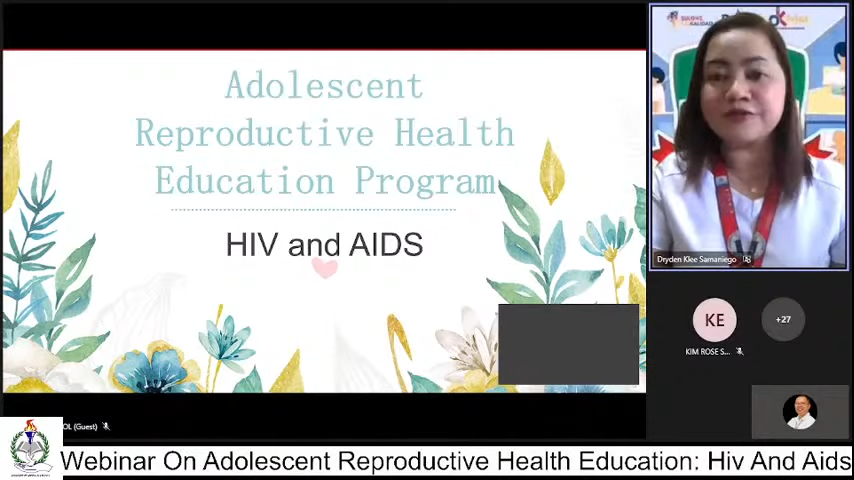 Adolescent
Reproductive Health
Education Program
HIV and AIDS
Dryden Klee Samaniego
KE
+27
KIM ROSE S...
OL (Guest)
Webinar On Adolescent Reproductive Health Education: Hiv And Aids